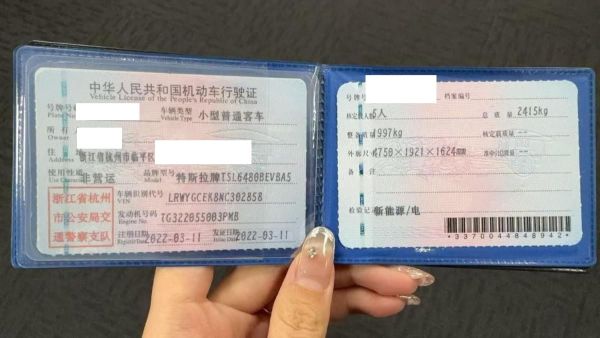 中华人民共和国机动车行驶证
Vehicle License of the People's Republic of China
号牌号码
Plate No.
车辆类型
Vehicle Type
小型普通客车
所有人
Owner
住址
Address
浙江省杭州市临平区
使用性质
Use Character
非营运
品牌型号
Model
特斯拉牌TSL6480BEVBA5
浙江省杭州
市公安局交
通警察支队
车辆识别代号
VIN
LRWYGCEK8NC302858
发动机号码
Engine No.
TG322055003PMB
注册日期
Register Date
2022-03-11
发证日期
Issue Date
2022-03-11
号牌号
档案编号
核定载人数
5人
总质量
2415kg
整备质量
1997kg
核定载质量
--
外廓尺寸
4750×1921×1624
准牵引总质量
--
备注
检验记录
新能源/电
*3370044848942*